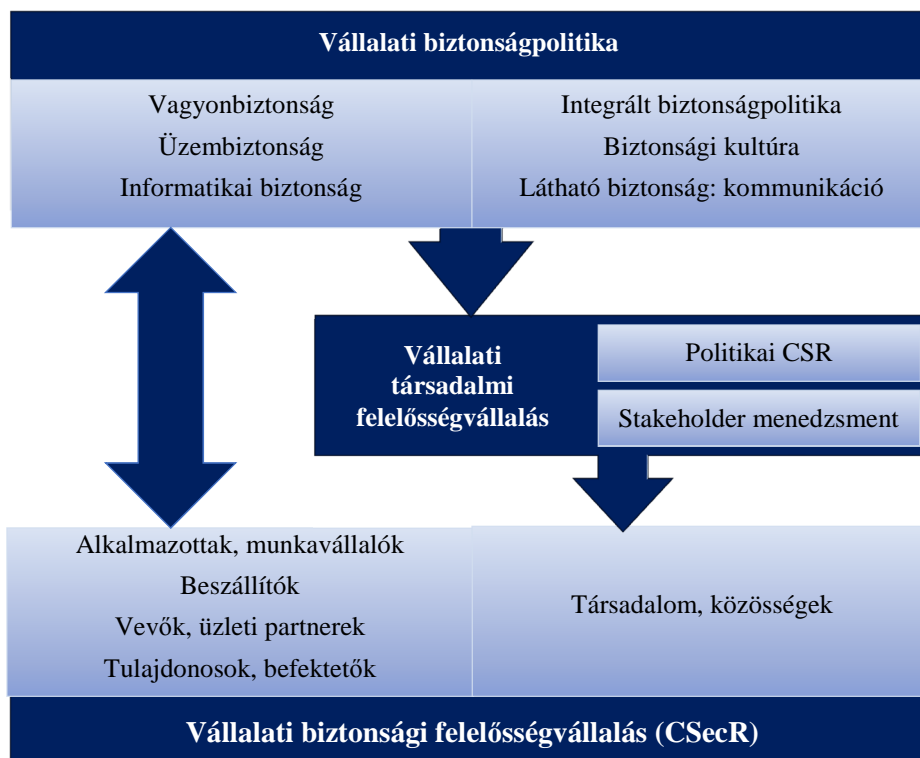 Vállalati biztonságpolitika
Vagyonbiztonság
Üzembiztonság
Informatikai biztonság
Integrált biztonságpolitika
Biztonsági kultúra
Látható biztonság: kommunikáció
Vállalati
társadalmi
felelősségvállalás
Politikai CSR
Stakeholder menedzsment
Alkalmazottak, munkavállalók
Beszállítók
Vevők, üzleti partnerek
Tulajdonosok, befektetők
Társadalom, közösségek
Vállalati biztonsági felelősségvállalás (CSecR)